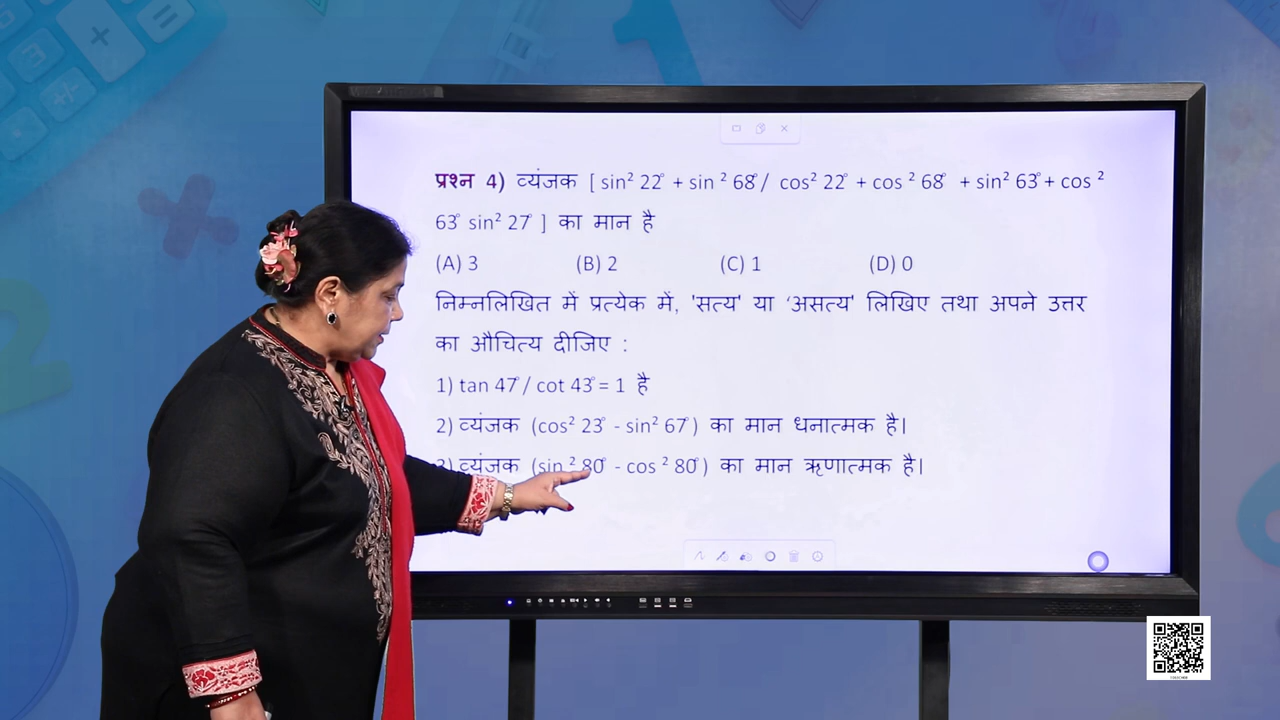 प्रश्न 4) व्यंजक [ sin² 22° + sin ² 68°/ cos² 22° + cos ² 68° + sin² 63° + cos ²
63° sin² 27° ] का मान है
(A) 3 (B) 2 (C) 1 (D) 0
निम्नलिखित में प्रत्येक में, 'सत्य' या ‘असत्य' लिखिए तथा अपने उत्तर
का औचित्य दीजिए :
1) tan 47°/ cot 43° = 1 है
2) व्यंजक (cos² 23° - sin² 67°) का मान धनात्मक है।
3) व्यंजक (sin ² 80° - cos ² 80°) का मान ऋणात्मक है।